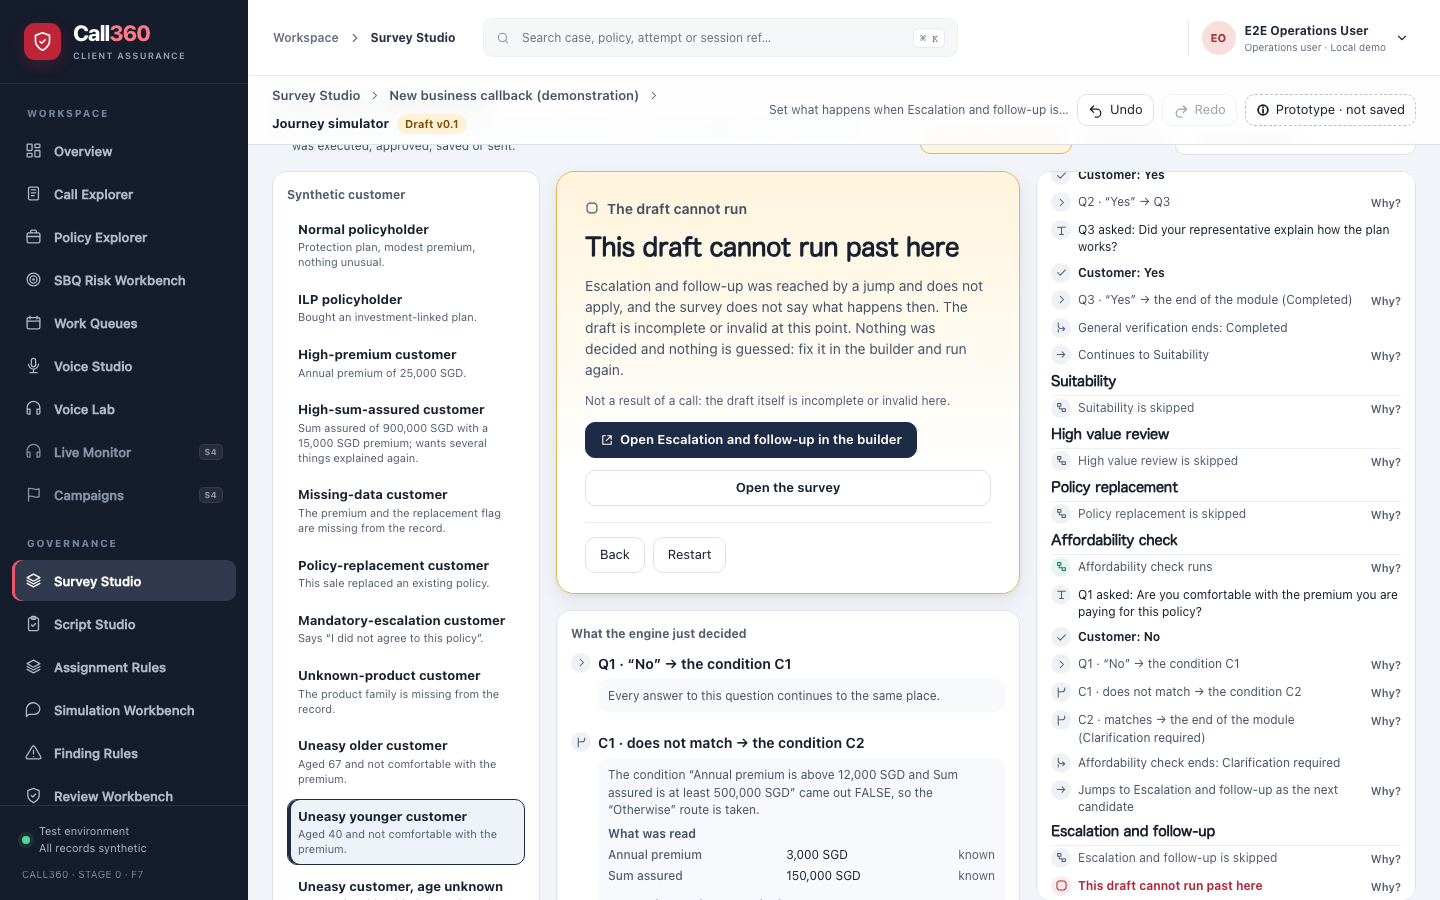 Call360
CLIENT ASSURANCE
WORKSPACE
Overview
Call Explorer
Policy Explorer
SBQ Risk Workbench
Work Queues
Voice Studio
Voice Lab
Live Monitor S4
Campaigns S4
GOVERNANCE
Survey Studio
Script Studio
Assignment Rules
Simulation Workbench
Finding Rules
Review Workbench
Test environment
All records synthetic
CALL360 · STAGE 0 · F7
Workspace > Survey Studio
Search case, policy, attempt or session ref...
⌘ K
EO
E2E Operations User
Operations user · Local demo
Survey Studio > New business callback (demonstration) >
Journey simulator Draft v0.1
Set what happens when Escalation and follow-up is...
Undo
Redo
Prototype · not saved
was executed, approved, saved or sent.
Synthetic customer
Normal policyholder
Protection plan, modest premium,
nothing unusual.
ILP policyholder
Bought an investment-linked plan.
High-premium customer
Annual premium of 25,000 SGD.
High-sum-assured customer
Sum assured of 900,000 SGD with a
15,000 SGD premium; wants several
things explained again.
Missing-data customer
The premium and the replacement flag
are missing from the record.
Policy-replacement customer
This sale replaced an existing policy.
Mandatory-escalation customer
Says “I did not agree to this policy”.
Unknown-product customer
The product family is missing from the
record.
Uneasy older customer
Aged 67 and not comfortable with the
premium.
Uneasy younger customer
Aged 40 and not comfortable with the
premium.
Uneasy customer, age unknown
The draft cannot run
This draft cannot run past here
Escalation and follow-up was reached by a jump and does not
apply, and the survey does not say what happens then. The
draft is incomplete or invalid at this point. Nothing was
decided and nothing is guessed: fix it in the builder and run
again.
Not a result of a call: the draft itself is incomplete or invalid here.
Open Escalation and follow-up in the builder
Open the survey
Back
Restart
What the engine just decided
Q1 · “No” → the condition C1
Every answer to this question continues to the same place.
C1 · does not match → the condition C2
The condition “Annual premium is above 12,000 SGD and Sum
assured is at least 500,000 SGD” came out FALSE, so the
“Otherwise” route is taken.
What was read
Annual premium 3,000 SGD known
Sum assured 150,000 SGD known
Customer: Yes
Q2 · “Yes” → Q3 Why?
Q3 asked: Did your representative explain how the plan
works?
Customer: Yes
Q3 · “Yes” → the end of the module (Completed) Why?
General verification ends: Completed
Continues to Suitability Why?
Suitability
Suitability is skipped Why?
High value review
High value review is skipped Why?
Policy replacement
Policy replacement is skipped Why?
Affordability check
Affordability check runs Why?
Q1 asked: Are you comfortable with the premium you are
paying for this policy?
Customer: No
Q1 · “No” → the condition C1 Why?
C1 · does not match → the condition C2 Why?
C2 · matches → the end of the module Why?
(Clarification required)
Affordability check ends: Clarification required
Jumps to Escalation and follow-up as the next Why?
candidate
Escalation and follow-up
Escalation and follow-up is skipped Why?
This draft cannot run past here Why?